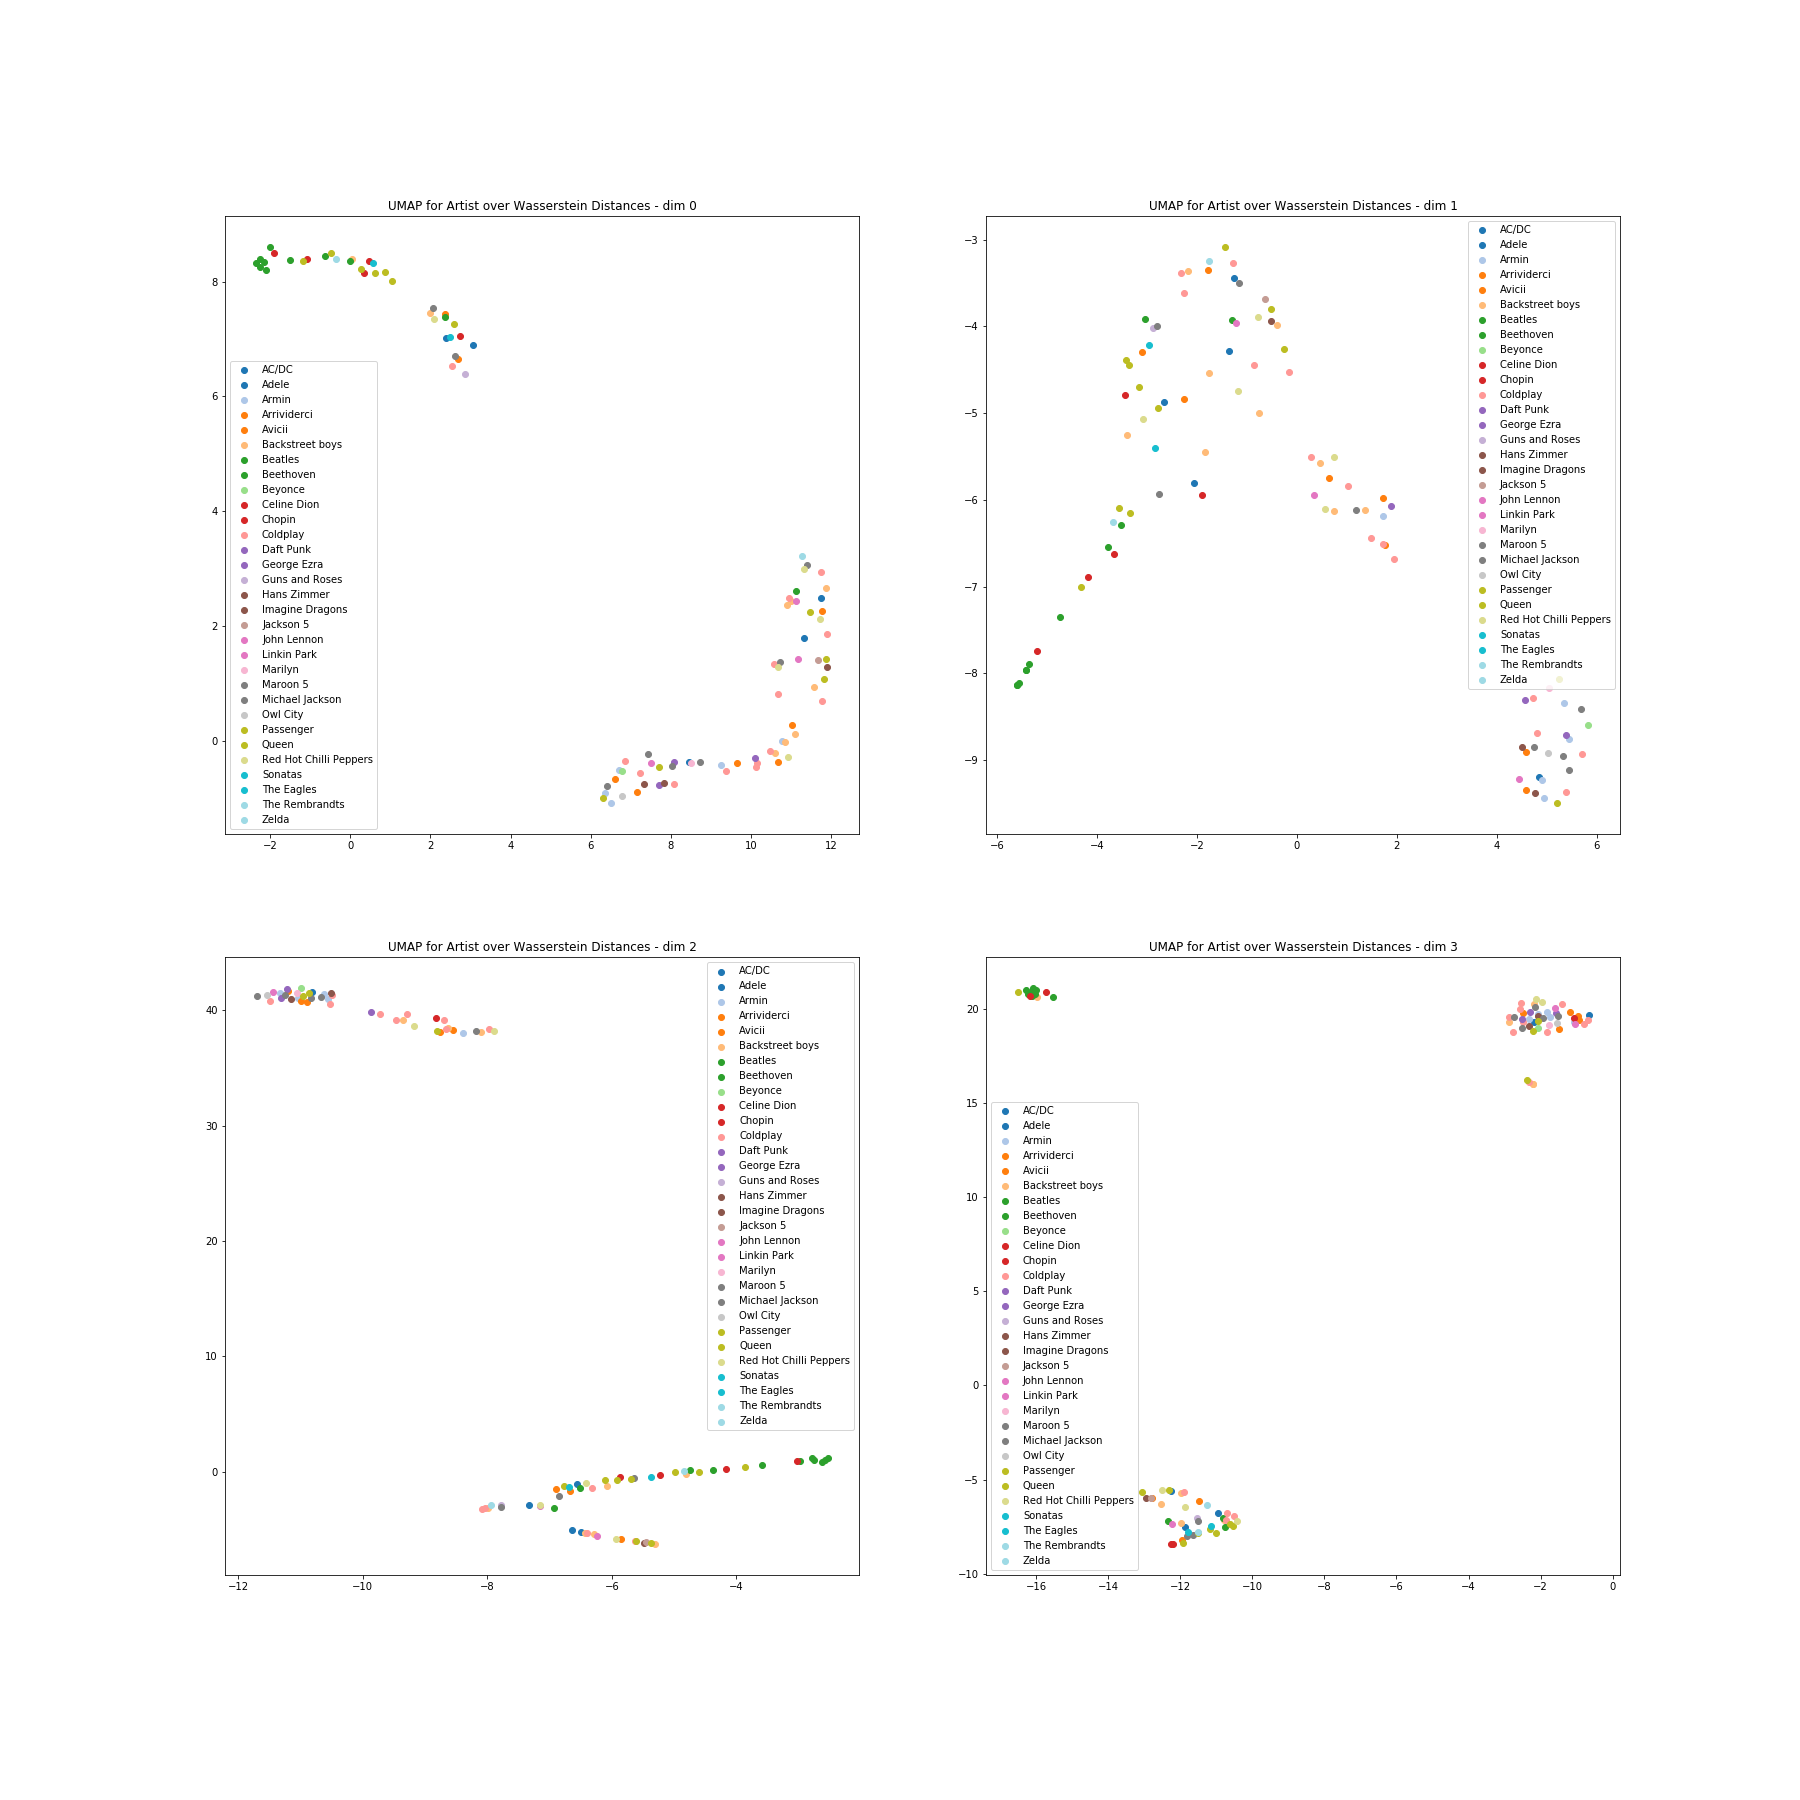 UMAP for Artist over Wasserstein Distances - dim 0
8
6
4
2
0
−2
0
2
4
6
8
10
12
AC/DC
Adele
Armin
Arrividerci
Avicii
Backstreet boys
Beatles
Beethoven
Beyonce
Celine Dion
Chopin
Coldplay
Daft Punk
George Ezra
Guns and Roses
Hans Zimmer
Imagine Dragons
Jackson 5
John Lennon
Linkin Park
Marilyn
Maroon 5
Michael Jackson
Owl City
Passenger
Queen
Red Hot Chilli Peppers
Sonatas
The Eagles
The Rembrandts
Zelda
UMAP for Artist over Wasserstein Distances - dim 1
−3
−4
−5
−6
−7
−8
−9
−6
−4
−2
0
2
4
6
AC/DC
Adele
Armin
Arrividerci
Avicii
Backstreet boys
Beatles
Beethoven
Beyonce
Celine Dion
Chopin
Coldplay
Daft Punk
George Ezra
Guns and Roses
Hans Zimmer
Imagine Dragons
Jackson 5
John Lennon
Linkin Park
Marilyn
Maroon 5
Michael Jackson
Owl City
Passenger
Queen
Red Hot Chilli Peppers
Sonatas
The Eagles
The Rembrandts
Zelda
UMAP for Artist over Wasserstein Distances - dim 2
40
30
20
10
0
−12
−10
−8
−6
−4
AC/DC
Adele
Armin
Arrividerci
Avicii
Backstreet boys
Beatles
Beethoven
Beyonce
Celine Dion
Chopin
Coldplay
Daft Punk
George Ezra
Guns and Roses
Hans Zimmer
Imagine Dragons
Jackson 5
John Lennon
Linkin Park
Marilyn
Maroon 5
Michael Jackson
Owl City
Passenger
Queen
Red Hot Chilli Peppers
Sonatas
The Eagles
The Rembrandts
Zelda
UMAP for Artist over Wasserstein Distances - dim 3
20
15
10
5
0
−5
−10
−16
−14
−12
−10
−8
−6
−4
−2
0
AC/DC
Adele
Armin
Arrividerci
Avicii
Backstreet boys
Beatles
Beethoven
Beyonce
Celine Dion
Chopin
Coldplay
Daft Punk
George Ezra
Guns and Roses
Hans Zimmer
Imagine Dragons
Jackson 5
John Lennon
Linkin Park
Marilyn
Maroon 5
Michael Jackson
Owl City
Passenger
Queen
Red Hot Chilli Peppers
Sonatas
The Eagles
The Rembrandts
Zelda